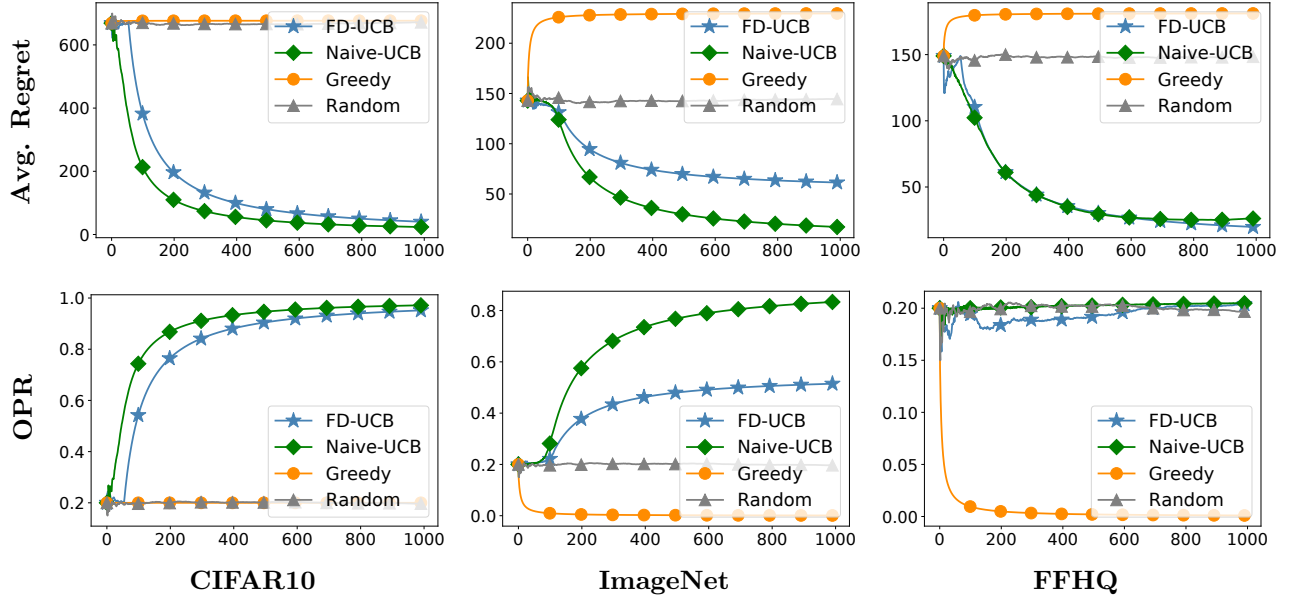 Avg. Regret
600
400
200
0
0 200 400 600 800 1000
FD-UCB
Naive-UCB
Greedy
Random
200
150
100
50
0 200 400 600 800 1000
FD-UCB
Naive-UCB
Greedy
Random
150
100
50
0 200 400 600 800 1000
FD-UCB
Naive-UCB
Greedy
Random
OPR
1.0
0.8
0.6
0.4
0.2
0 200 400 600 800 1000
FD-UCB
Naive-UCB
Greedy
Random
0.8
0.6
0.4
0.2
0.0
0 200 400 600 800 1000
FD-UCB
Naive-UCB
Greedy
Random
0.20
0.15
0.10
0.05
0.00
0 200 400 600 800 1000
FD-UCB
Naive-UCB
Greedy
Random
CIFAR10 ImageNet FFHQ